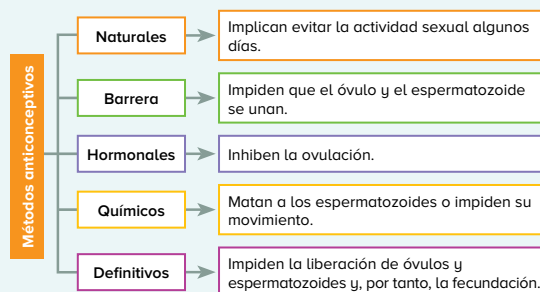 Métodos anticonceptivos
Naturales
Implican evitar la actividad sexual algunos
días.
Barrera
Impiden que el óvulo y el espermatozoide
se unan.
Hormonales
Inhiben la ovulación.
Químicos
Matan a los espermatozoides o impiden su
movimiento.
Definitivos
Impiden la liberación de óvulos y
espermatozoides y, por tanto, la fecundación.